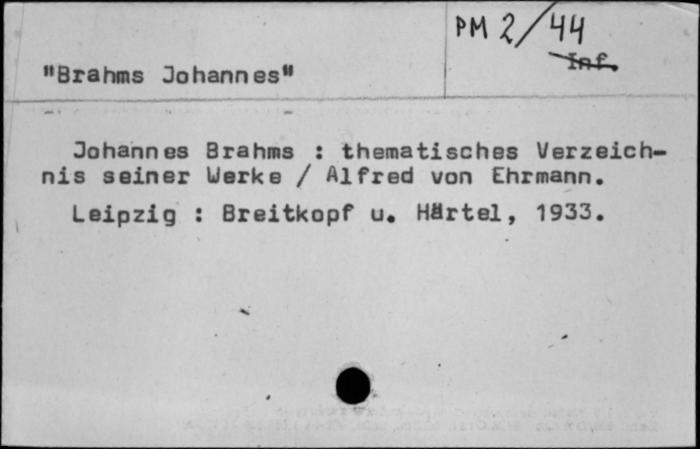 PM 2/44
Inf.
"Brahms Johannes"
Johannes Brahms : thematisches Verzeich-
nis seiner Werke / Alfred von Ehrmann.
Leipzig : Breitkopf u. Härtel, 1933.